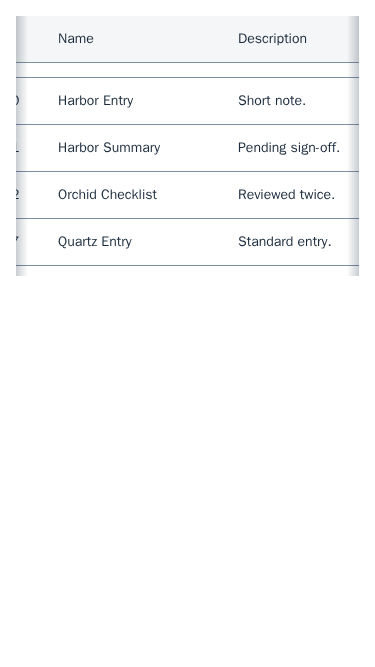 Name Description
Harbor Entry Short note.
Harbor Summary Pending sign-off.
Orchid Checklist Reviewed twice.
Quartz Entry Standard entry.